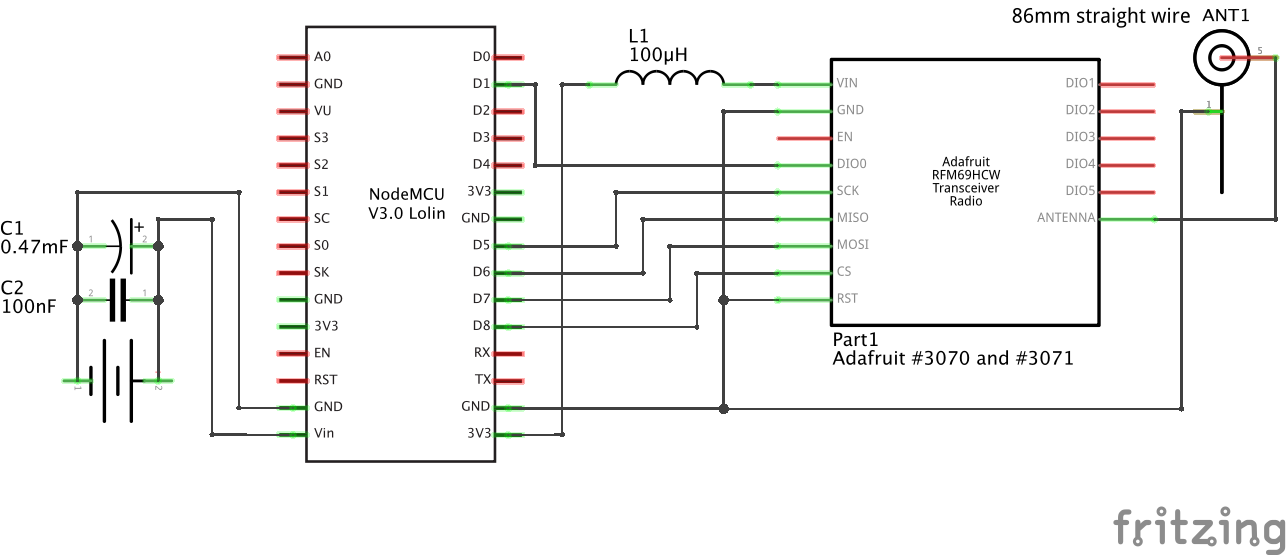 86mm straight wire
ANT1
5
1
L1
100µH
A0
GND
VU
S3
S2
S1
SC
S0
SK
GND
3V3
EN
RST
GND
Vin
NodeMCU
V3.0 Lolin
D0
D1
D2
D3
D4
3V3
GND
D5
D6
D7
D8
RX
TX
GND
3V3
VIN
GND
EN
DIO0
SCK
MISO
MOSI
CS
RST
Adafruit
RFM69HCW
Transceiver
Radio
DIO1
DIO2
DIO3
DIO4
DIO5
ANTENNA
Part1
Adafruit #3070 and #3071
C1
0.47mF
1
+
2
C2
100nF
2
1
1
2
fritzing